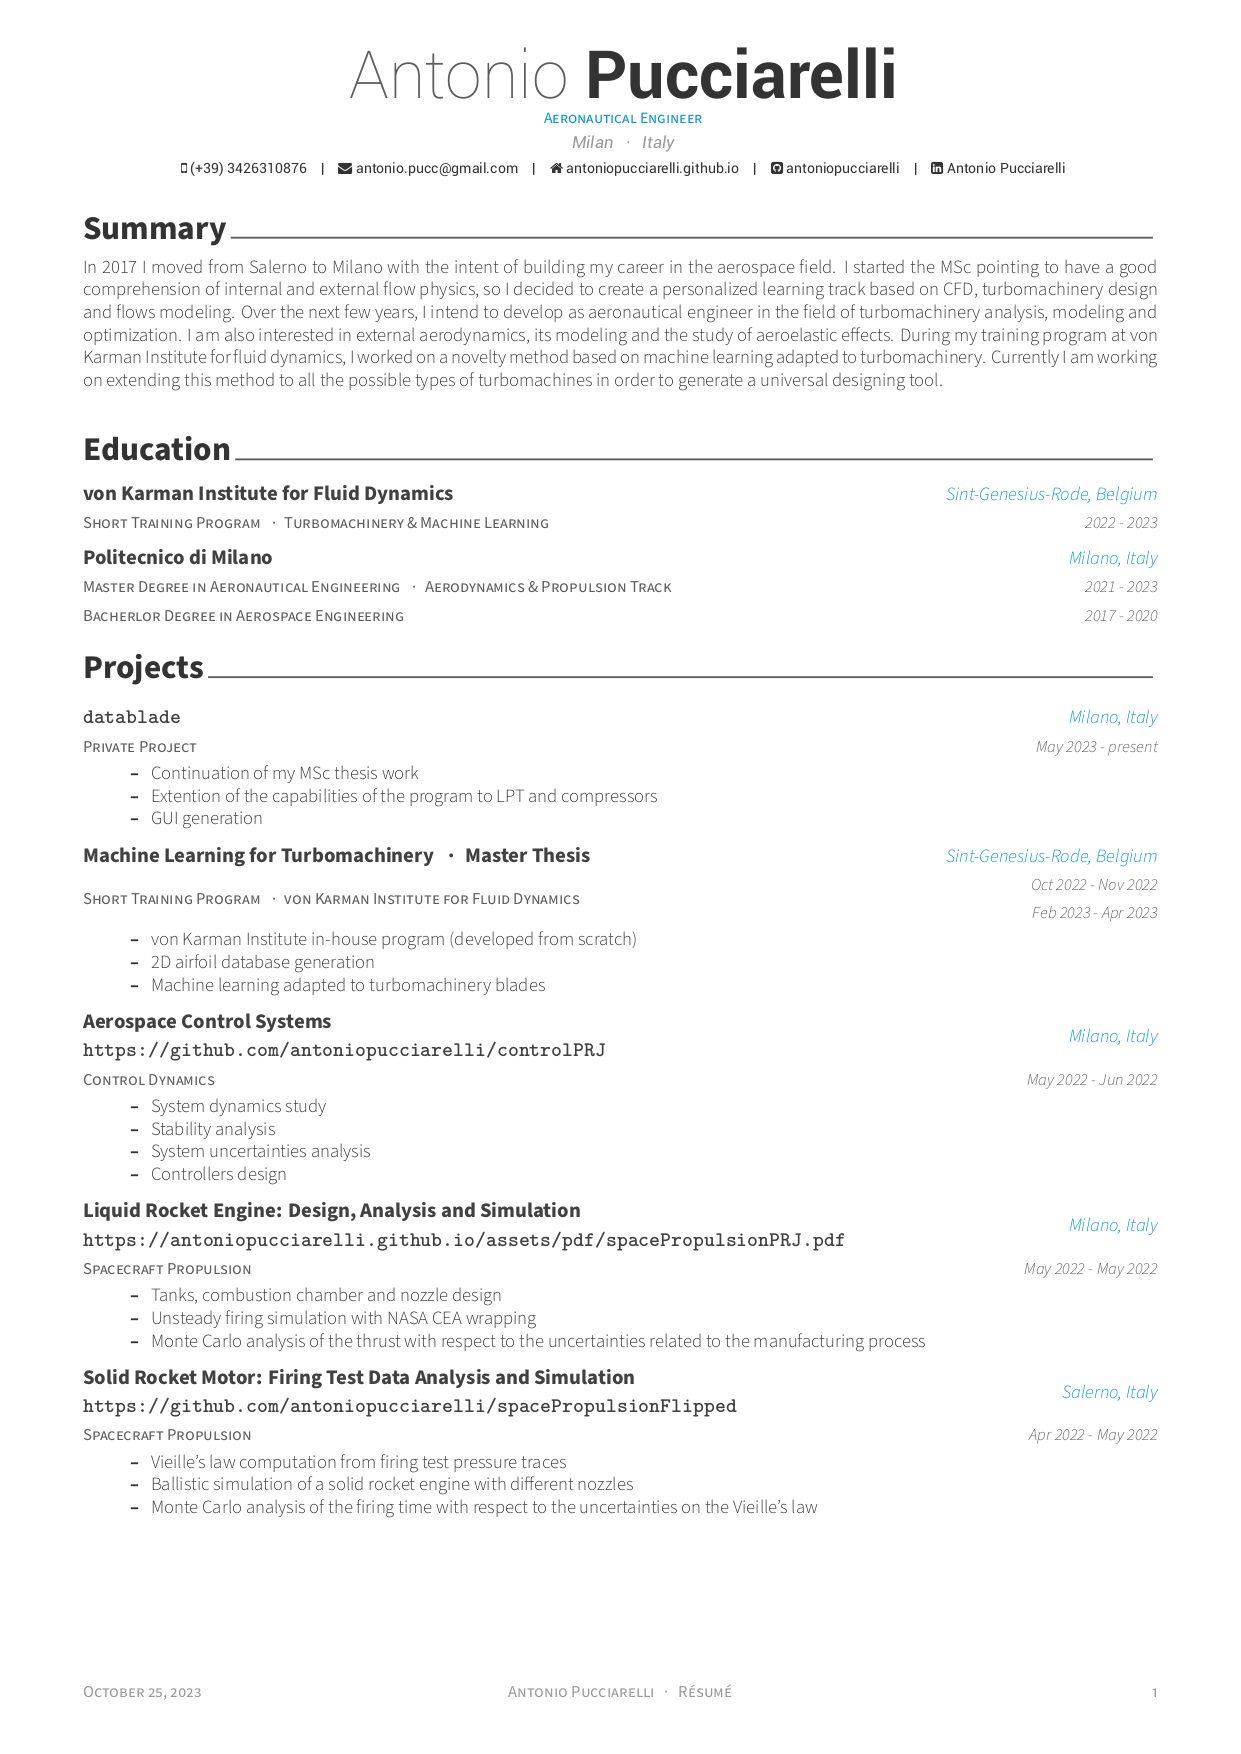 Antonio Pucciarelli
Aeronautical Engineer
Milan · Italy
(+39) 3426310876 | antonio.pucc@gmail.com | antoniopucciarelli.github.io | antoniopucciarelli | Antonio Pucciarelli
Summary
In 2017 I moved from Salerno to Milano with the intent of building my career in the aerospace field. I started the MSc pointing to have a good
comprehension of internal and external flow physics, so I decided to create a personalized learning track based on CFD, turbomachinery design
and flows modeling. Over the next few years, I intend to develop as aeronautical engineer in the field of turbomachinery analysis, modeling and
optimization. I am also interested in external aerodynamics, its modeling and the study of aeroelastic effects. During my training program at von
Karman Institute for fluid dynamics, I worked on a novelty method based on machine learning adapted to turbomachinery. Currently I am working
on extending this method to all the possible types of turbomachines in order to generate a universal designing tool.
Education
von Karman Institute for Fluid Dynamics Sint-Genesius-Rode, Belgium
Short Training Program · Turbomachinery & Machine Learning 2022 - 2023
Politecnico di Milano Milano, Italy
Master Degree in Aeronautical Engineering · Aerodynamics & Propulsion Track 2021 - 2023
Bacherlor Degree in Aerospace Engineering 2017 - 2020
Projects
datablade Milano, Italy
Private Project May 2023 - present
– Continuation of my MSc thesis work
– Extention of the capabilities of the program to LPT and compressors
– GUI generation
Machine Learning for Turbomachinery · Master Thesis Sint-Genesius-Rode, Belgium
Oct 2022 - Nov 2022
Short Training Program · von Karman Institute for Fluid Dynamics
Feb 2023 - Apr 2023
– von Karman Institute in-house program (developed from scratch)
– 2D airfoil database generation
– Machine learning adapted to turbomachinery blades
Aerospace Control Systems
Milano, Italy
https://github.com/antoniopucciarelli/controlPRJ
Control Dynamics May 2022 - Jun 2022
– System dynamics study
– Stability analysis
– System uncertainties analysis
– Controllers design
Liquid Rocket Engine: Design, Analysis and Simulation
Milano, Italy
https://antoniopucciarelli.github.io/assets/pdf/spacePropulsionPRJ.pdf
Spacecraft Propulsion May 2022 - May 2022
– Tanks, combustion chamber and nozzle design
– Unsteady firing simulation with NASA CEA wrapping
– Monte Carlo analysis of the thrust with respect to the uncertainties related to the manufacturing process
Solid Rocket Motor: Firing Test Data Analysis and Simulation
Salerno, Italy
https://github.com/antoniopucciarelli/spacePropulsionFlipped
Spacecraft Propulsion Apr 2022 - May 2022
– Vieille’s law computation from firing test pressure traces
– Ballistic simulation of a solid rocket engine with different nozzles
– Monte Carlo analysis of the firing time with respect to the uncertainties on the Vieille’s law
October 25, 2023 Antonio Pucciarelli · Résumé 1